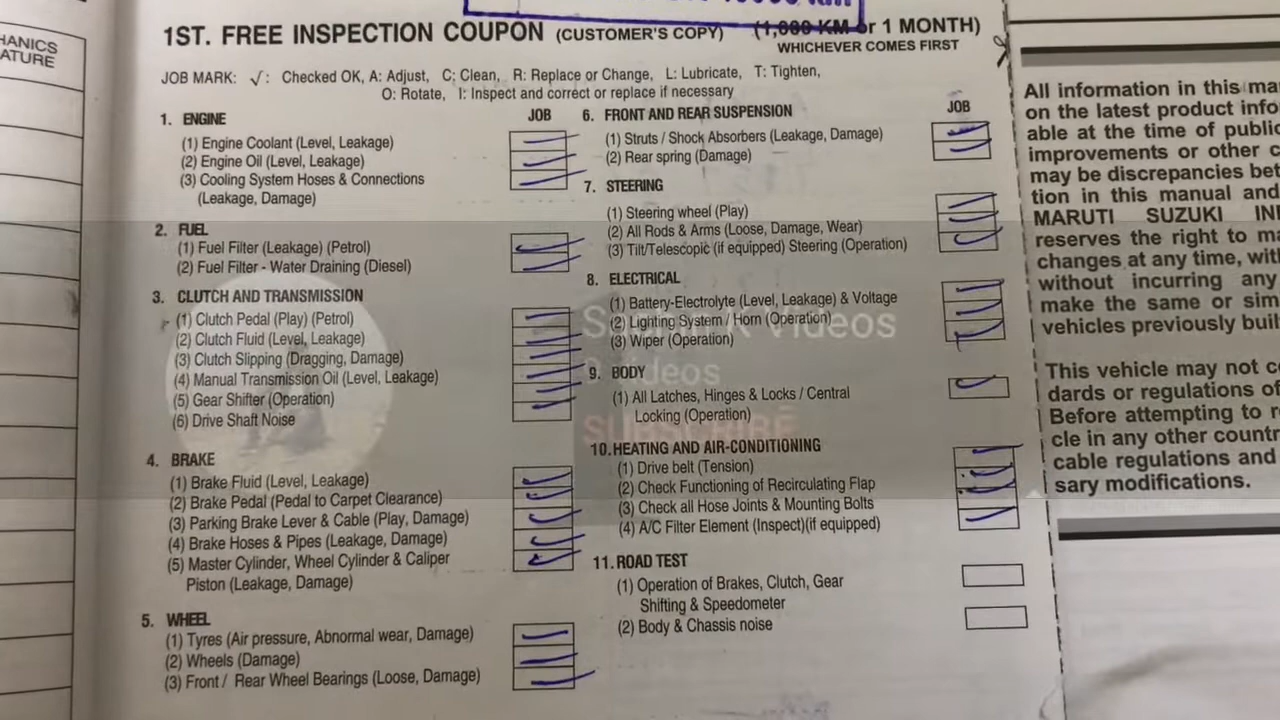 HANICS
ATURE
1ST. FREE INSPECTION COUPON (CUSTOMER'S COPY) (1,000 KM or 1 MONTH)
WHICHEVER COMES FIRST
JOB MARK: √: Checked OK, A: Adjust, C; Clean, R: Replace or Change, L: Lubricate, T: Tighten,
O: Rotate, I: Inspect and correct or replace if necessary
1. ENGINE JOB
(1) Engine Coolant (Level, Leakage)
(2) Engine Oil (Level, Leakage)
(3) Cooling System Hoses & Connections
(Leakage, Damage)
2. FUEL
(1) Fuel Filter (Leakage) (Petrol)
(2) Fuel Filter - Water Draining (Diesel)
3. CLUTCH AND TRANSMISSION
(1) Clutch Pedal (Play) (Petrol)
(2) Clutch Fluid (Level, Leakage)
(3) Clutch Slipping (Dragging, Damage)
(4) Manual Transmission Oil (Level, Leakage)
(5) Gear Shifter (Operation)
(6) Drive Shaft Noise
4. BRAKE
(1) Brake Fluid (Level, Leakage)
(2) Brake Pedal (Pedal to Carpet Clearance)
(3) Parking Brake Lever & Cable (Play, Damage)
(4) Brake Hoses & Pipes (Leakage, Damage)
(5) Master Cylinder, Wheel Cylinder & Caliper
Piston (Leakage, Damage)
5. WHEEL
(1) Tyres (Air pressure, Abnormal wear, Damage)
(2) Wheels (Damage)
(3) Front / Rear Wheel Bearings (Loose, Damage)
6. FRONT AND REAR SUSPENSION JOB
(1) Struts / Shock Absorbers (Leakage, Damage)
(2) Rear spring (Damage)
7. STEERING
(1) Steering wheel (Play)
(2) All Rods & Arms (Loose, Damage, Wear)
(3) Tilt/Telescopic (if equipped) Steering (Operation)
8. ELECTRICAL
(1) Battery-Electrolyte (Level, Leakage) & Voltage
(2) Lighting System / Horn (Operation)
(3) Wiper (Operation)
9. BODY
(1) All Latches, Hinges & Locks / Central
Locking (Operation)
10.HEATING AND AIR-CONDITIONING
(1) Drive belt (Tension)
(2) Check Functioning of Recirculating Flap
(3) Check all Hose Joints & Mounting Bolts
(4) A/C Filter Element (Inspect)(if equipped)
11. ROAD TEST
(1) Operation of Brakes, Clutch, Gear
Shifting & Speedometer
(2) Body & Chassis noise
Videos
SUBSCRIBE
All information in this ma
on the latest product info
able at the time of public
improvements or other c
may be discrepancies bet
tion in this manual and
MARUTI SUZUKI IN
reserves the right to ma
changes at any time, with
without incurring any
make the same or sim
vehicles previously buil
This vehicle may not c
dards or regulations of
Before attempting to r
cle in any other countr
cable regulations and
sary modifications.